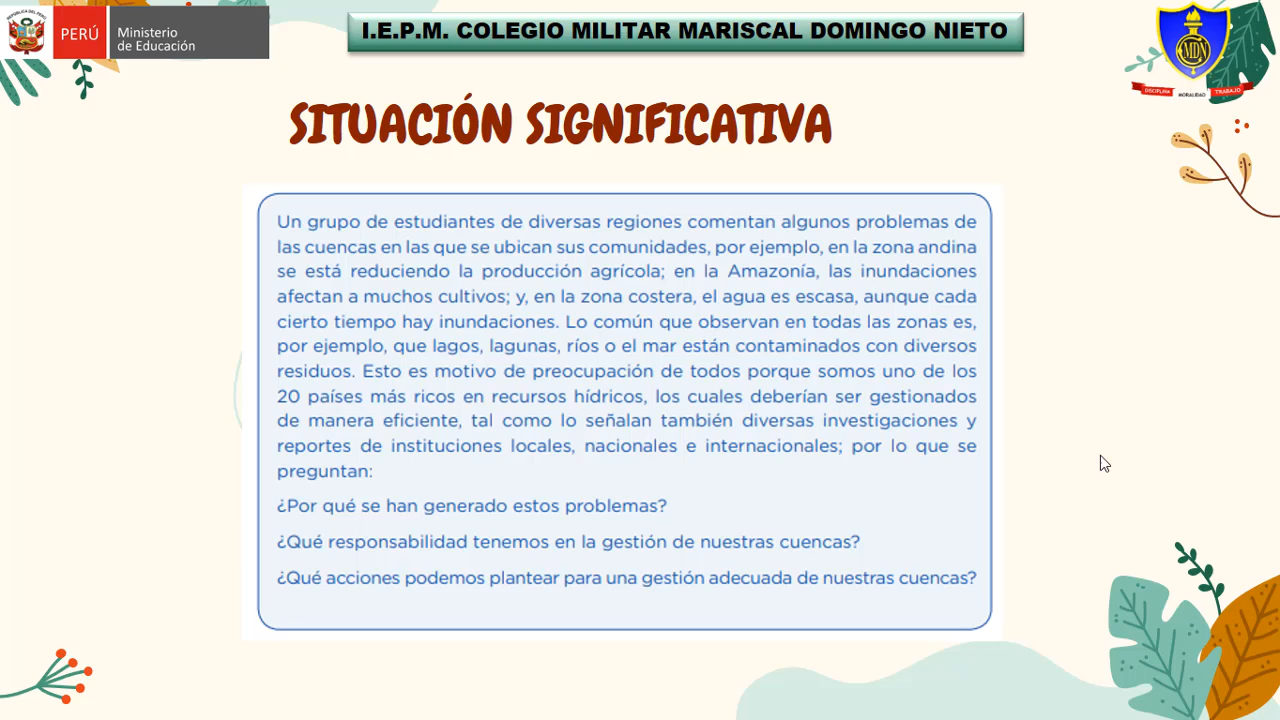 REPÚBLICA DEL PERÚ
PERÚ
Ministerio
de Educación
I.E.P.M. COLEGIO MILITAR MARISCAL DOMINGO NIETO
CMDN
DISCIPLINA MORALIDAD TRABAJO
SITUACIÓN SIGNIFICATIVA
Un grupo de estudiantes de diversas regiones comentan algunos problemas de
las cuencas en las que se ubican sus comunidades, por ejemplo, en la zona andina
se está reduciendo la producción agrícola; en la Amazonía, las inundaciones
afectan a muchos cultivos; y, en la zona costera, el agua es escasa, aunque cada
cierto tiempo hay inundaciones. Lo común que observan en todas las zonas es,
por ejemplo, que lagos, lagunas, ríos o el mar están contaminados con diversos
residuos. Esto es motivo de preocupación de todos porque somos uno de los
20 países más ricos en recursos hídricos, los cuales deberían ser gestionados
de manera eficiente, tal como lo señalan también diversas investigaciones y
reportes de instituciones locales, nacionales e internacionales; por lo que se
preguntan:
¿Por qué se han generado estos problemas?
¿Qué responsabilidad tenemos en la gestión de nuestras cuencas?
¿Qué acciones podemos plantear para una gestión adecuada de nuestras cuencas?